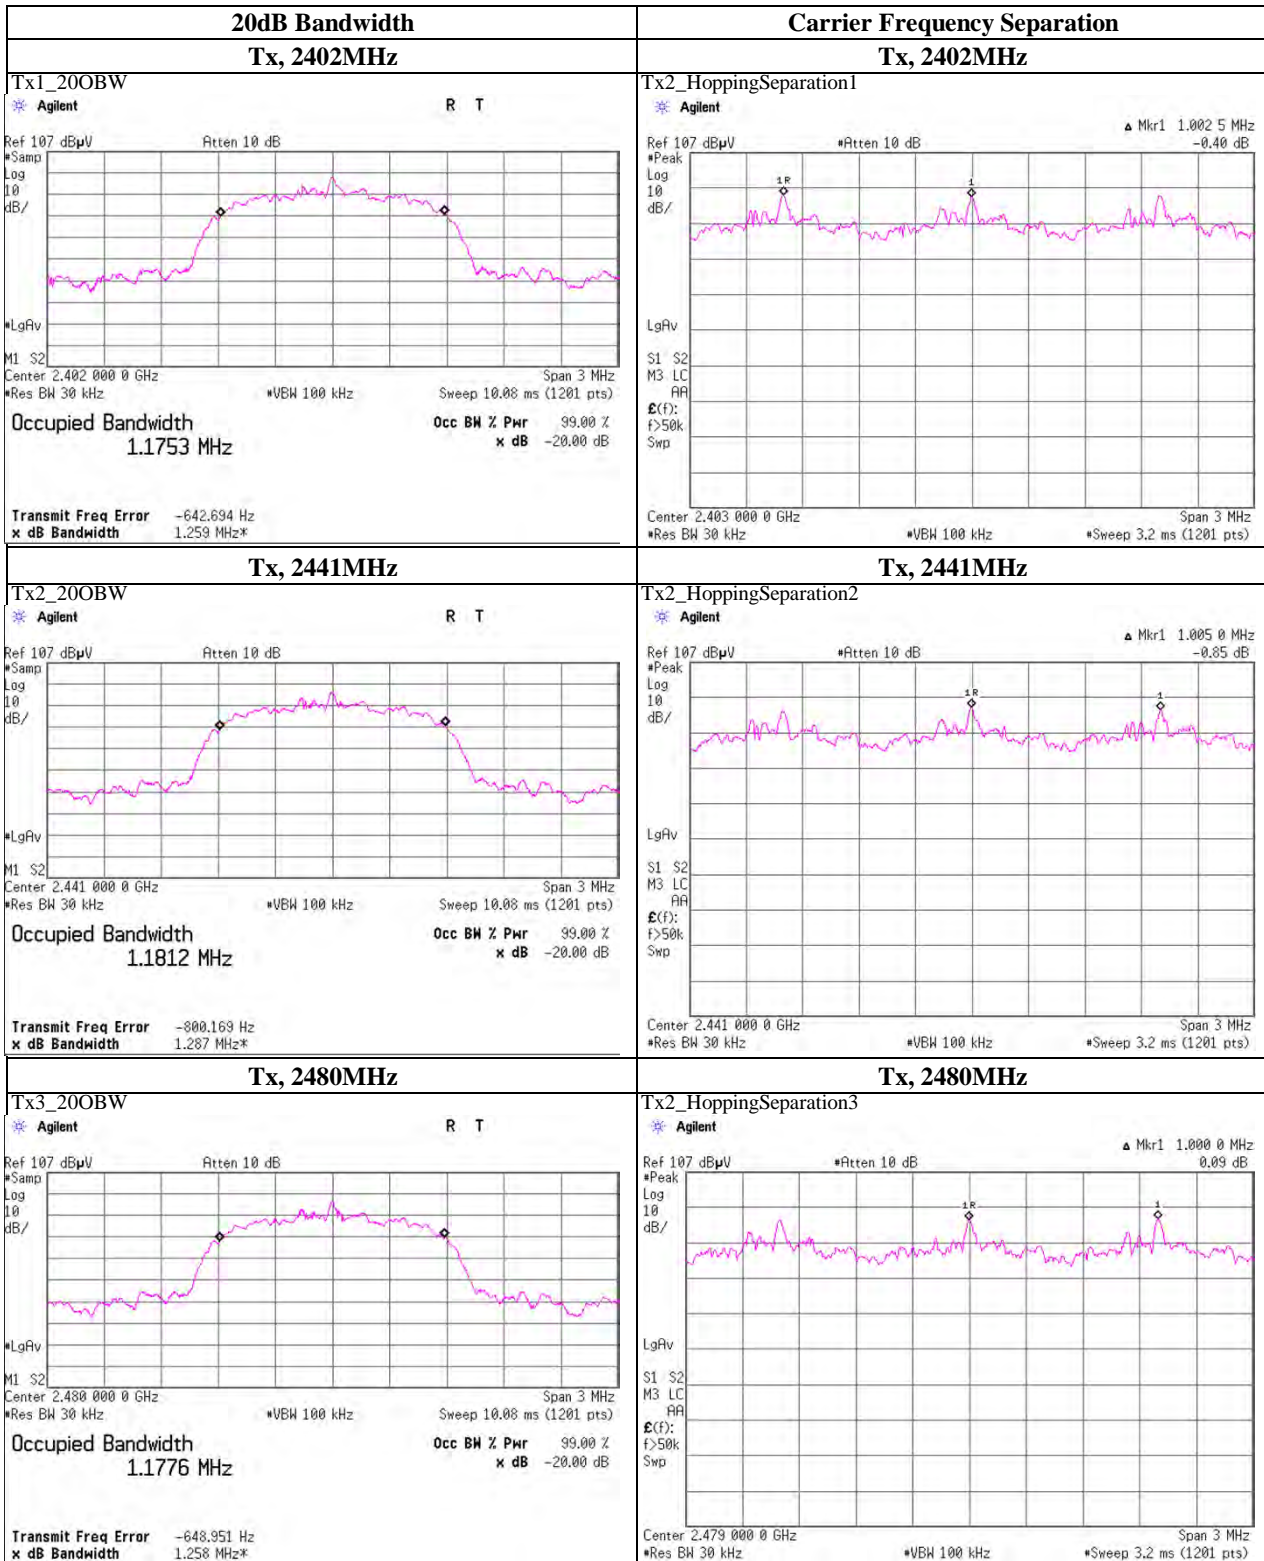 20dB Bandwidth
Carrier Frequency Separation
Tx, 2402MHz
Tx, 2402MHz
Tx1_20OBW
Agilent
R T
Ref 107 dBµV
Atten 10 dB
#Samp
Log
10
dB/
#LgAv
M1 S2
Center 2.402 000 0 GHz
Span 3 MHz
#Res BW 30 kHz
#VBW 100 kHz
Sweep 10.08 ms (1201 pts)
Occupied Bandwidth
1.1753 MHz
Occ BW % Pwr 99.00 %
x dB -20.00 dB
Transmit Freq Error -642.694 Hz
x dB Bandwidth 1.259 MHz*
Tx2_HoppingSeparation1
Agilent
Δ Mkr1 1.002 5 MHz
Ref 107 dBµV
#Atten 10 dB
-0.40 dB
#Peak
Log
10
dB/
1R
1
LgAv
S1 S2
M3 LC
AA
£(f):
f>50k
Swp
Center 2.403 000 0 GHz
Span 3 MHz
#Res BW 30 kHz
#VBW 100 kHz
#Sweep 3.2 ms (1201 pts)
Tx, 2441MHz
Tx, 2441MHz
Tx2_20OBW
Agilent
R T
Ref 107 dBµV
Atten 10 dB
#Samp
Log
10
dB/
#LgAv
M1 S2
Center 2.441 000 0 GHz
Span 3 MHz
#Res BW 30 kHz
#VBW 100 kHz
Sweep 10.08 ms (1201 pts)
Occupied Bandwidth
1.1812 MHz
Occ BW % Pwr 99.00 %
x dB -20.00 dB
Transmit Freq Error -800.169 Hz
x dB Bandwidth 1.287 MHz*
Tx2_HoppingSeparation2
Agilent
Δ Mkr1 1.005 0 MHz
Ref 107 dBµV
#Atten 10 dB
-0.85 dB
#Peak
Log
10
dB/
1R
1
LgAv
S1 S2
M3 LC
AA
£(f):
f>50k
Swp
Center 2.441 000 0 GHz
Span 3 MHz
#Res BW 30 kHz
#VBW 100 kHz
#Sweep 3.2 ms (1201 pts)
Tx, 2480MHz
Tx, 2480MHz
Tx3_20OBW
Agilent
R T
Ref 107 dBµV
Atten 10 dB
#Samp
Log
10
dB/
#LgAv
M1 S2
Center 2.480 000 0 GHz
Span 3 MHz
#Res BW 30 kHz
#VBW 100 kHz
Sweep 10.08 ms (1201 pts)
Occupied Bandwidth
1.1776 MHz
Occ BW % Pwr 99.00 %
x dB -20.00 dB
Transmit Freq Error -648.951 Hz
x dB Bandwidth 1.258 MHz*
Tx2_HoppingSeparation3
Agilent
Δ Mkr1 1.000 0 MHz
Ref 107 dBµV
#Atten 10 dB
0.09 dB
#Peak
Log
10
dB/
1R
1
LgAv
S1 S2
M3 LC
AA
£(f):
f>50k
Swp
Center 2.479 000 0 GHz
Span 3 MHz
#Res BW 30 kHz
#VBW 100 kHz
#Sweep 3.2 ms (1201 pts)